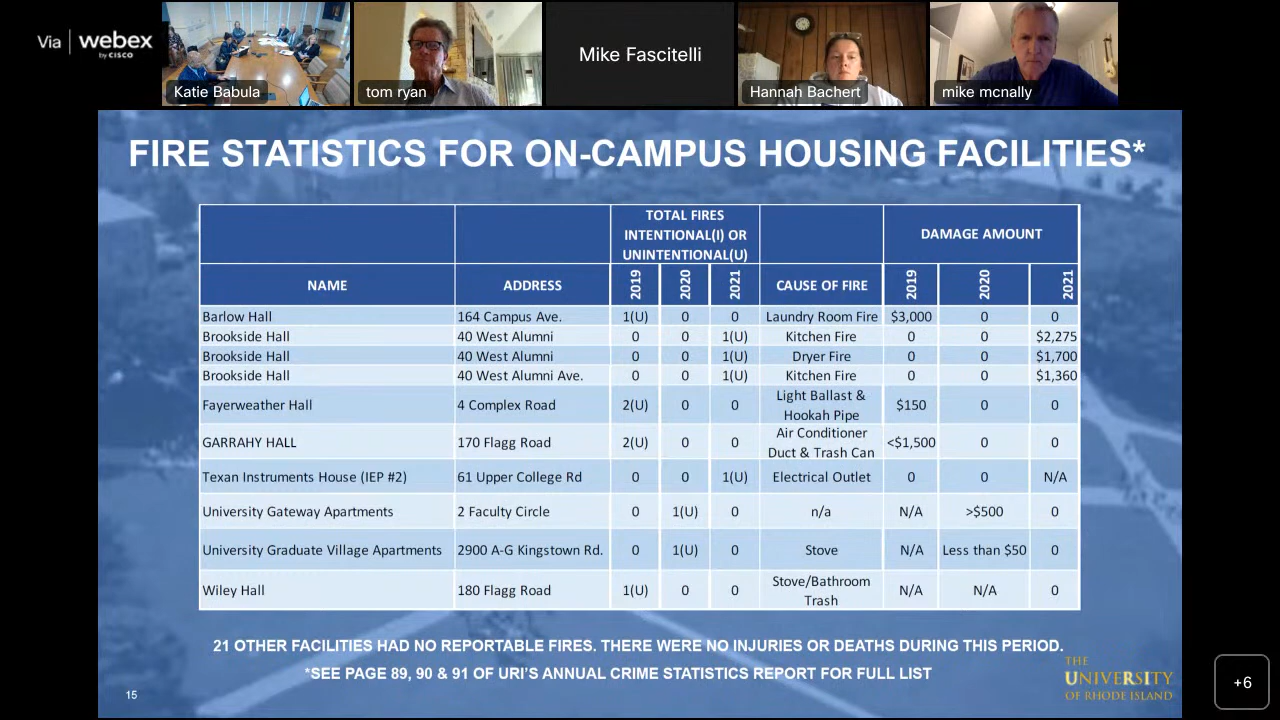 Via | webex
by CISCO
Katie Babula
tom ryan
Mike Fascitelli
Hannah Bachert
mike mcnally
FIRE STATISTICS FOR ON-CAMPUS HOUSING FACILITIES*
TOTAL FIRES
INTENTIONAL(I) OR
UNINTENTIONAL(U)
DAMAGE AMOUNT
NAME ADDRESS 2019 2020 2021 CAUSE OF FIRE 2019 2020 2021
Barlow Hall 164 Campus Ave. 1(U) 0 0 Laundry Room Fire $3,000 0 0
Brookside Hall 40 West Alumni 0 0 1(U) Kitchen Fire 0 0 $2,275
Brookside Hall 40 West Alumni 0 0 1(U) Dryer Fire 0 0 $1,700
Brookside Hall 40 West Alumni Ave. 0 0 1(U) Kitchen Fire 0 0 $1,360
Fayerweather Hall 4 Complex Road 2(U) 0 0 Light Ballast &
Hookah Pipe $150 0 0
GARRAHY HALL 170 Flagg Road 2(U) 0 0 Air Conditioner
Duct & Trash Can <$1,500 0 0
Texan Instruments House (IEP #2) 61 Upper College Rd 0 0 1(U) Electrical Outlet 0 0 N/A
University Gateway Apartments 2 Faculty Circle 0 1(U) 0 n/a N/A >$500 0
University Graduate Village Apartments 2900 A-G Kingstown Rd. 0 1(U) 0 Stove N/A Less than $50 0
Wiley Hall 180 Flagg Road 1(U) 0 0 Stove/Bathroom
Trash N/A N/A 0
21 OTHER FACILITIES HAD NO REPORTABLE FIRES. THERE WERE NO INJURIES OR DEATHS DURING THIS PERIOD.
*SEE PAGE 89, 90 & 91 OF URI'S ANNUAL CRIME STATISTICS REPORT FOR FULL LIST
THE
UNIVERSITY
OF RHODE ISLAND
15
+6